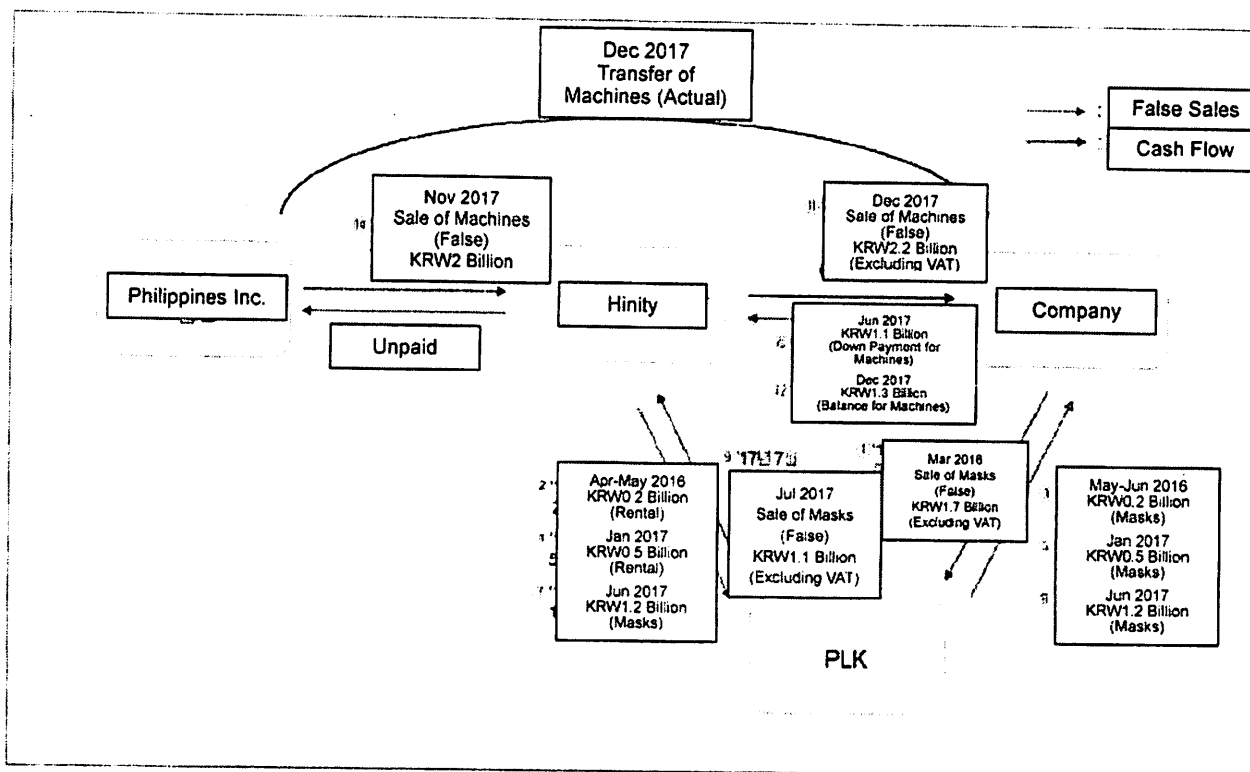 Dec 2017
Transfer of
Machines (Actual)
: False Sales
: Cash Flow
Nov 2017
Sale of Machines
(False)
KRW2 Billion
Dec 2017
Sale of Machines
(False)
KRW2.2 Billion
(Excluding VAT)
Philippines Inc.
Hinity
Company
Unpaid
Jun 2017
KRW1.1 Billion
(Down Payment for
Machines)
Dec 2017
KRW1.3 Billion
(Balance for Machines)
12
Apr-May 2016
KRW0.2 Billion
(Rental)
Jan 2017
KRW0.5 Billion
(Rental)
Jun 2017
KRW1.2 Billion
(Masks)
Jul 2017
Sale of Masks
(False)
KRW1.1 Billion
(Excluding VAT)
Mar 2016
Sale of Masks
(False)
KRW1.7 Billion
(Excluding VAT)
May-Jun 2016
KRW0.2 Billion
(Masks)
Jan 2017
KRW0.5 Billion
(Masks)
Jun 2017
KRW1.2 Billion
(Masks)
PLK